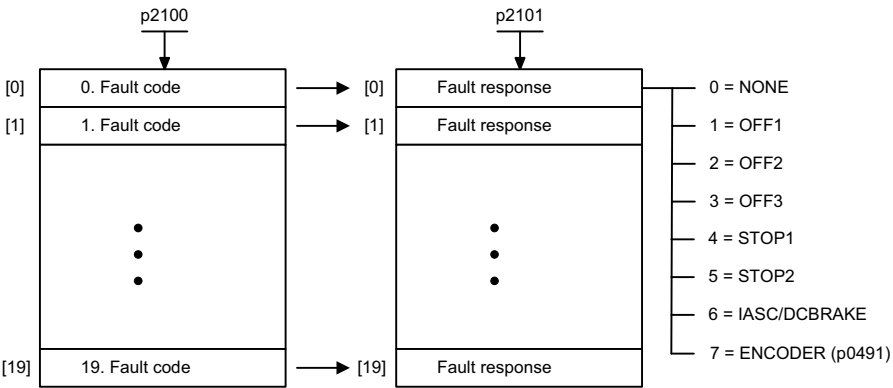 p2100 p2101
[0] 0. Fault code [0] Fault response 0 = NONE
[1] 1. Fault code [1] Fault response 1 = OFF1
2 = OFF2
3 = OFF3
4 = STOP1
5 = STOP2
6 = IASC/DCBRAKE
7 = ENCODER (p0491)
[19] 19. Fault code [19] Fault response